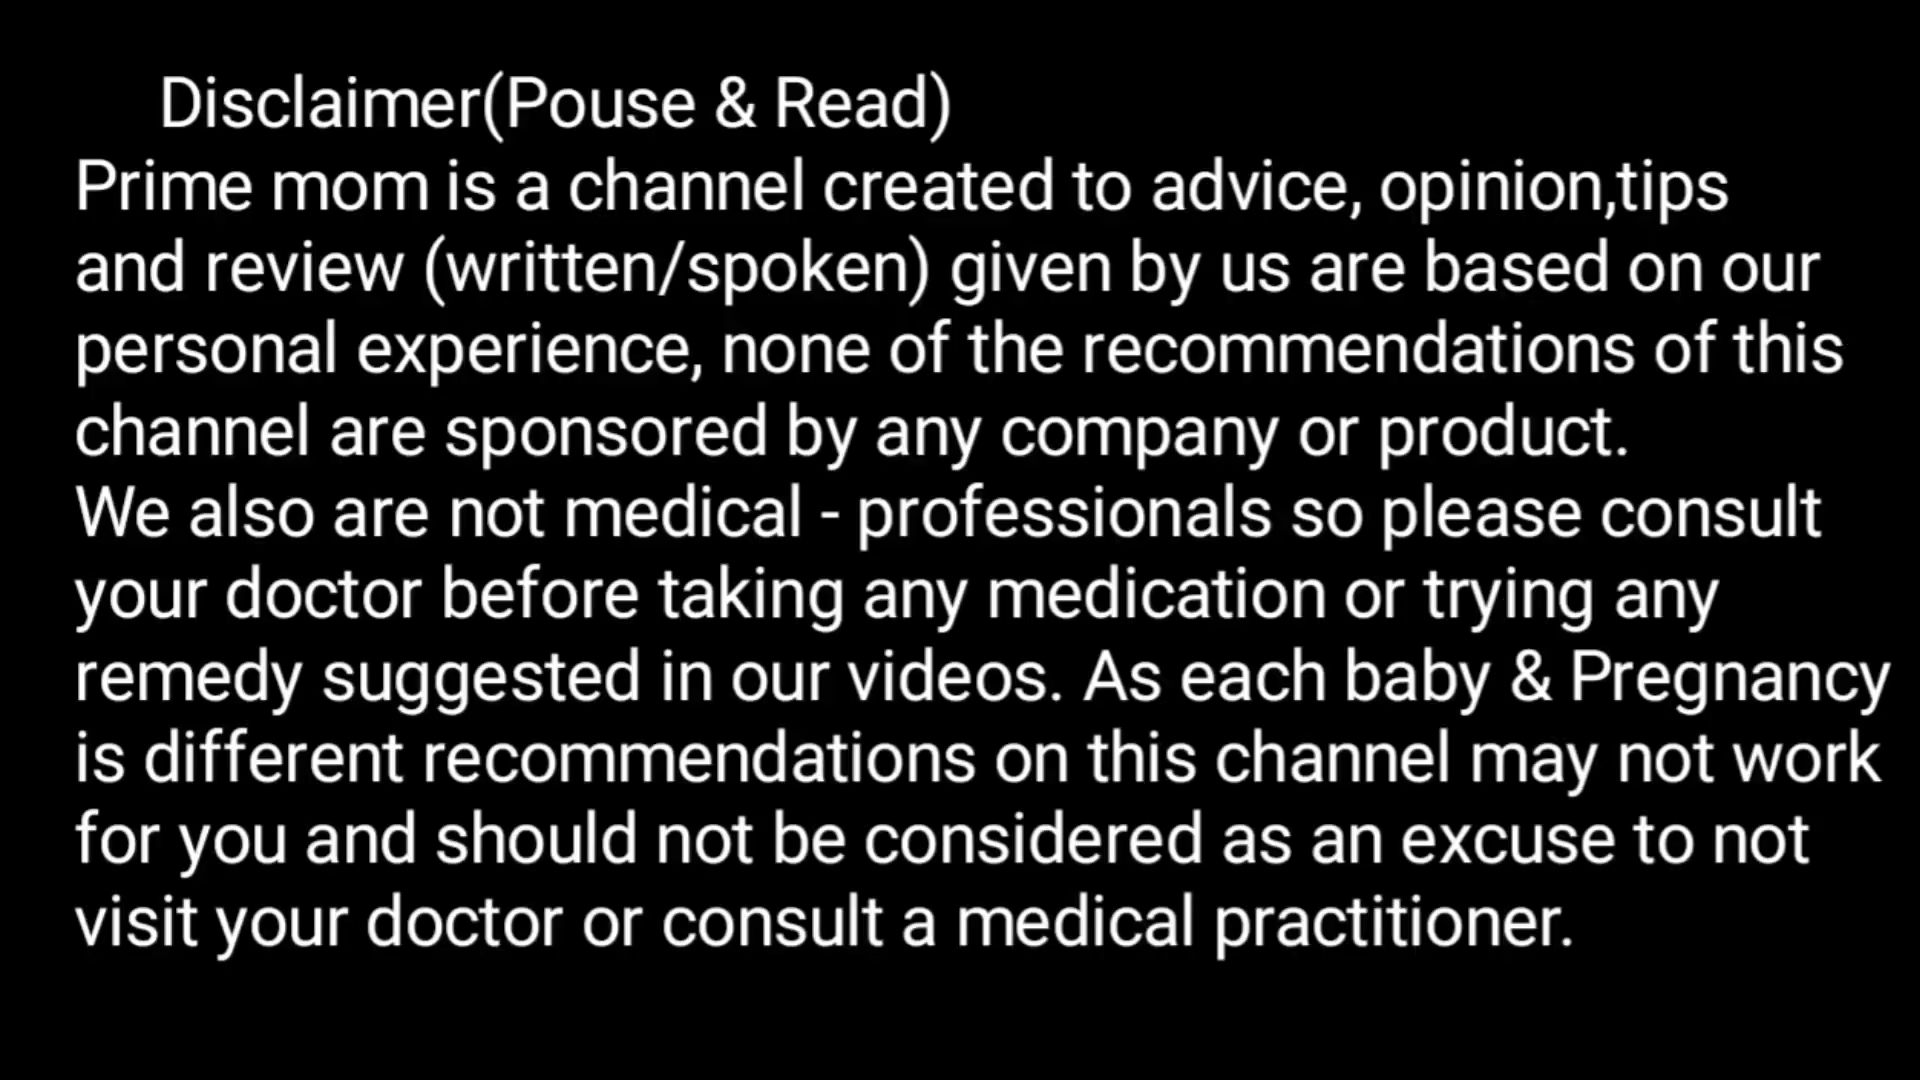 Disclaimer(Pouse & Read)
Prime mom is a channel created to advice, opinion,tips
and review (written/spoken) given by us are based on our
personal experience, none of the recommendations of this
channel are sponsored by any company or product.
We also are not medical - professionals so please consult
your doctor before taking any medication or trying any
remedy suggested in our videos. As each baby & Pregnancy
is different recommendations on this channel may not work
for you and should not be considered as an excuse to not
visit your doctor or consult a medical practitioner.